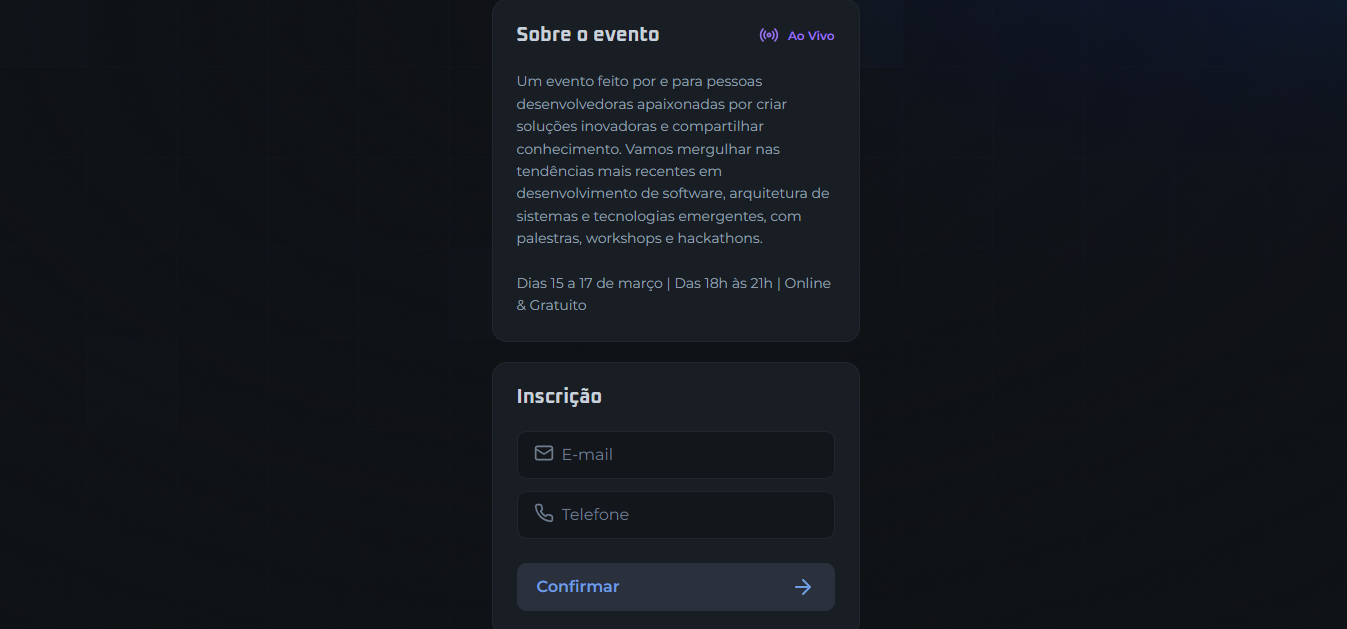 Sobre o evento
Ao Vivo
Um evento feito por e para pessoas
desenvolvedoras apaixonadas por criar
soluções inovadoras e compartilhar
conhecimento. Vamos mergulhar nas
tendências mais recentes em
desenvolvimento de software, arquitetura de
sistemas e tecnologias emergentes, com
palestras, workshops e hackathons.
Dias 15 a 17 de março | Das 18h às 21h | Online
& Gratuito
Inscrição
E-mail
Telefone
Confirmar